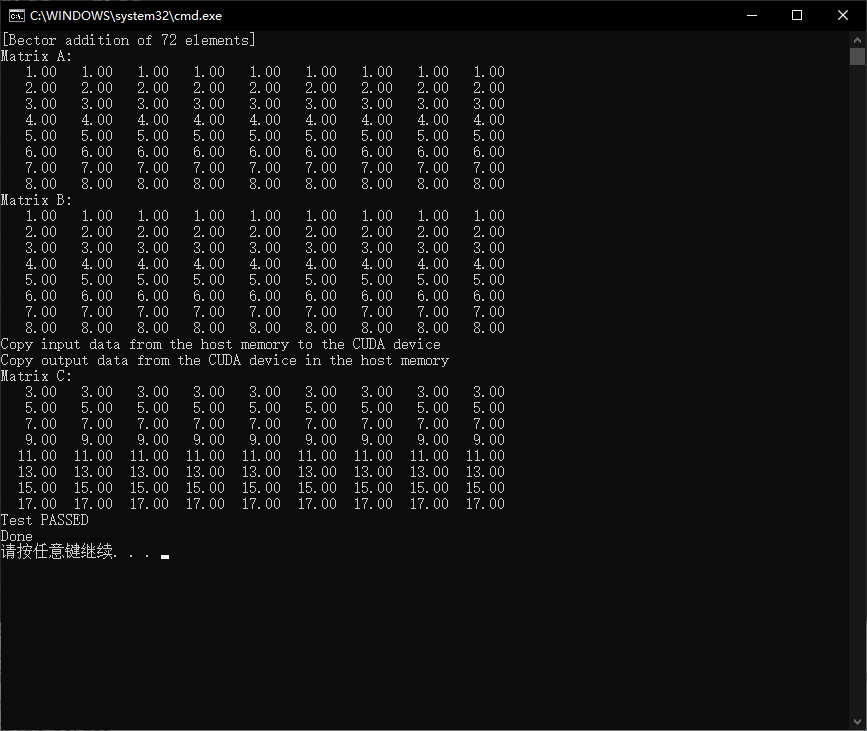 C:\WINDOWS\system32\cmd.exe
[Bector addition of 72 elements]
Matrix A:
1.00 1.00 1.00 1.00 1.00 1.00 1.00 1.00 1.00
2.00 2.00 2.00 2.00 2.00 2.00 2.00 2.00 2.00
3.00 3.00 3.00 3.00 3.00 3.00 3.00 3.00 3.00
4.00 4.00 4.00 4.00 4.00 4.00 4.00 4.00 4.00
5.00 5.00 5.00 5.00 5.00 5.00 5.00 5.00 5.00
6.00 6.00 6.00 6.00 6.00 6.00 6.00 6.00 6.00
7.00 7.00 7.00 7.00 7.00 7.00 7.00 7.00 7.00
8.00 8.00 8.00 8.00 8.00 8.00 8.00 8.00 8.00
Matrix B:
1.00 1.00 1.00 1.00 1.00 1.00 1.00 1.00 1.00
2.00 2.00 2.00 2.00 2.00 2.00 2.00 2.00 2.00
3.00 3.00 3.00 3.00 3.00 3.00 3.00 3.00 3.00
4.00 4.00 4.00 4.00 4.00 4.00 4.00 4.00 4.00
5.00 5.00 5.00 5.00 5.00 5.00 5.00 5.00 5.00
6.00 6.00 6.00 6.00 6.00 6.00 6.00 6.00 6.00
7.00 7.00 7.00 7.00 7.00 7.00 7.00 7.00 7.00
8.00 8.00 8.00 8.00 8.00 8.00 8.00 8.00 8.00
Copy input data from the host memory to the CUDA device
Copy output data from the CUDA device in the host memory
Matrix C:
3.00 3.00 3.00 3.00 3.00 3.00 3.00 3.00 3.00
5.00 5.00 5.00 5.00 5.00 5.00 5.00 5.00 5.00
7.00 7.00 7.00 7.00 7.00 7.00 7.00 7.00 7.00
9.00 9.00 9.00 9.00 9.00 9.00 9.00 9.00 9.00
11.00 11.00 11.00 11.00 11.00 11.00 11.00 11.00 11.00
13.00 13.00 13.00 13.00 13.00 13.00 13.00 13.00 13.00
15.00 15.00 15.00 15.00 15.00 15.00 15.00 15.00 15.00
17.00 17.00 17.00 17.00 17.00 17.00 17.00 17.00 17.00
Test PASSED
Done
请按任意键继续. . .